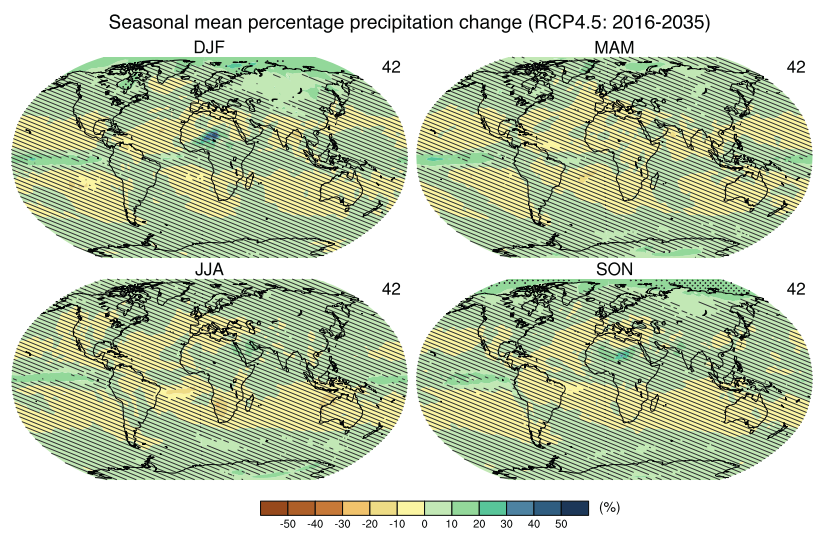 Seasonal mean percentage precipitation change (RCP4.5: 2016-2035)
DJF
MAM
42
42
JJA
SON
42
42
(%)
-50 -40 -30 -20 -10 0 10 20 30 40 50